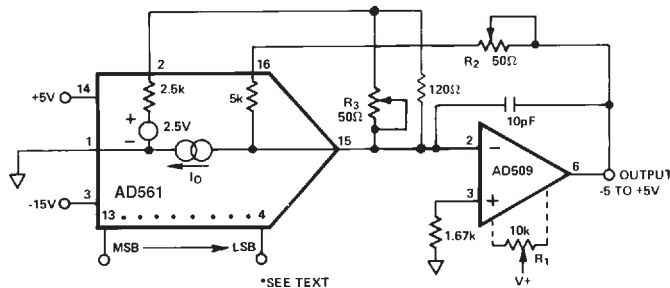 2
16
R2 50Ω
+5V
14
2.5k
5k
R3
50Ω
120Ω
+
2.5V
-
10pF
1
15
2
-
IO
AD509
6
OUTPUT
-5 TO +5V
-15V
3
AD561
3
+
13
4
1.67k
10k
R1
MSB
LSB
V+
*SEE TEXT